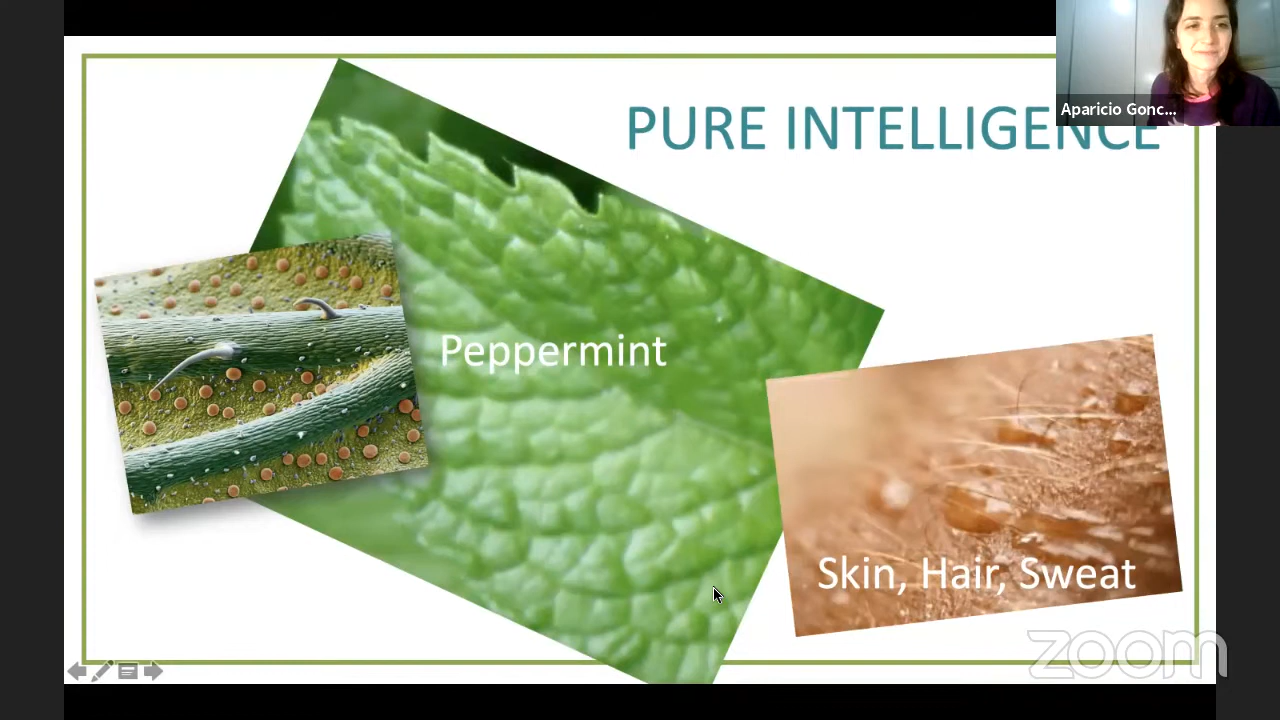 PURE INTELLIGENCE
Aparicio Gonc...
Peppermint
Skin, Hair, Sweat
zoom